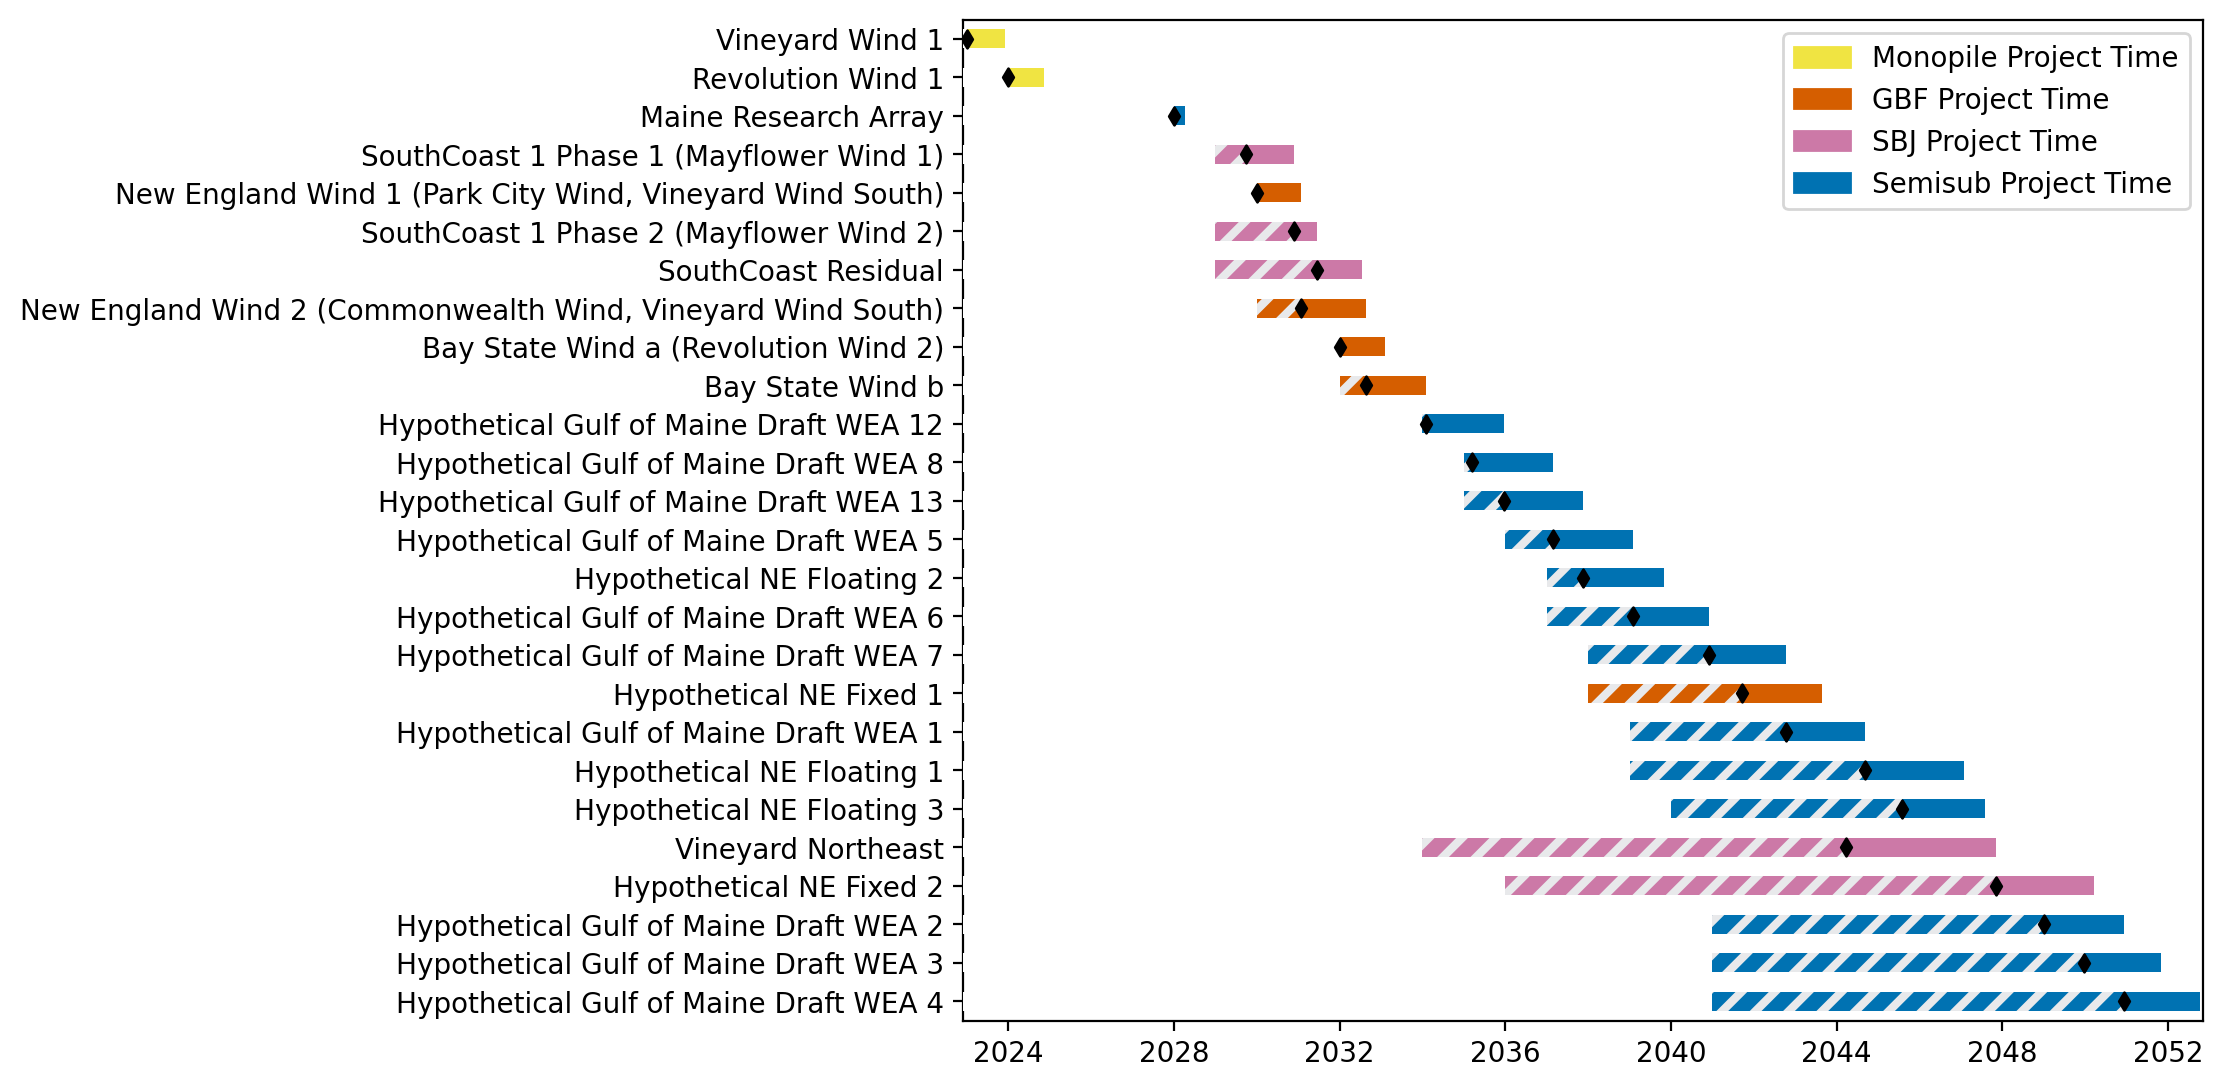 Vineyard Wind 1
Revolution Wind 1
Maine Research Array
SouthCoast 1 Phase 1 (Mayflower Wind 1)
New England Wind 1 (Park City Wind, Vineyard Wind South)
SouthCoast 1 Phase 2 (Mayflower Wind 2)
SouthCoast Residual
New England Wind 2 (Commonwealth Wind, Vineyard Wind South)
Bay State Wind a (Revolution Wind 2)
Bay State Wind b
Hypothetical Gulf of Maine Draft WEA 12
Hypothetical Gulf of Maine Draft WEA 8
Hypothetical Gulf of Maine Draft WEA 13
Hypothetical Gulf of Maine Draft WEA 5
Hypothetical NE Floating 2
Hypothetical Gulf of Maine Draft WEA 6
Hypothetical Gulf of Maine Draft WEA 7
Hypothetical NE Fixed 1
Hypothetical Gulf of Maine Draft WEA 1
Hypothetical NE Floating 1
Hypothetical NE Floating 3
Vineyard Northeast
Hypothetical NE Fixed 2
Hypothetical Gulf of Maine Draft WEA 2
Hypothetical Gulf of Maine Draft WEA 3
Hypothetical Gulf of Maine Draft WEA 4
Monopile Project Time
GBF Project Time
SBJ Project Time
Semisub Project Time
2024 2028 2032 2036 2040 2044 2048 2052